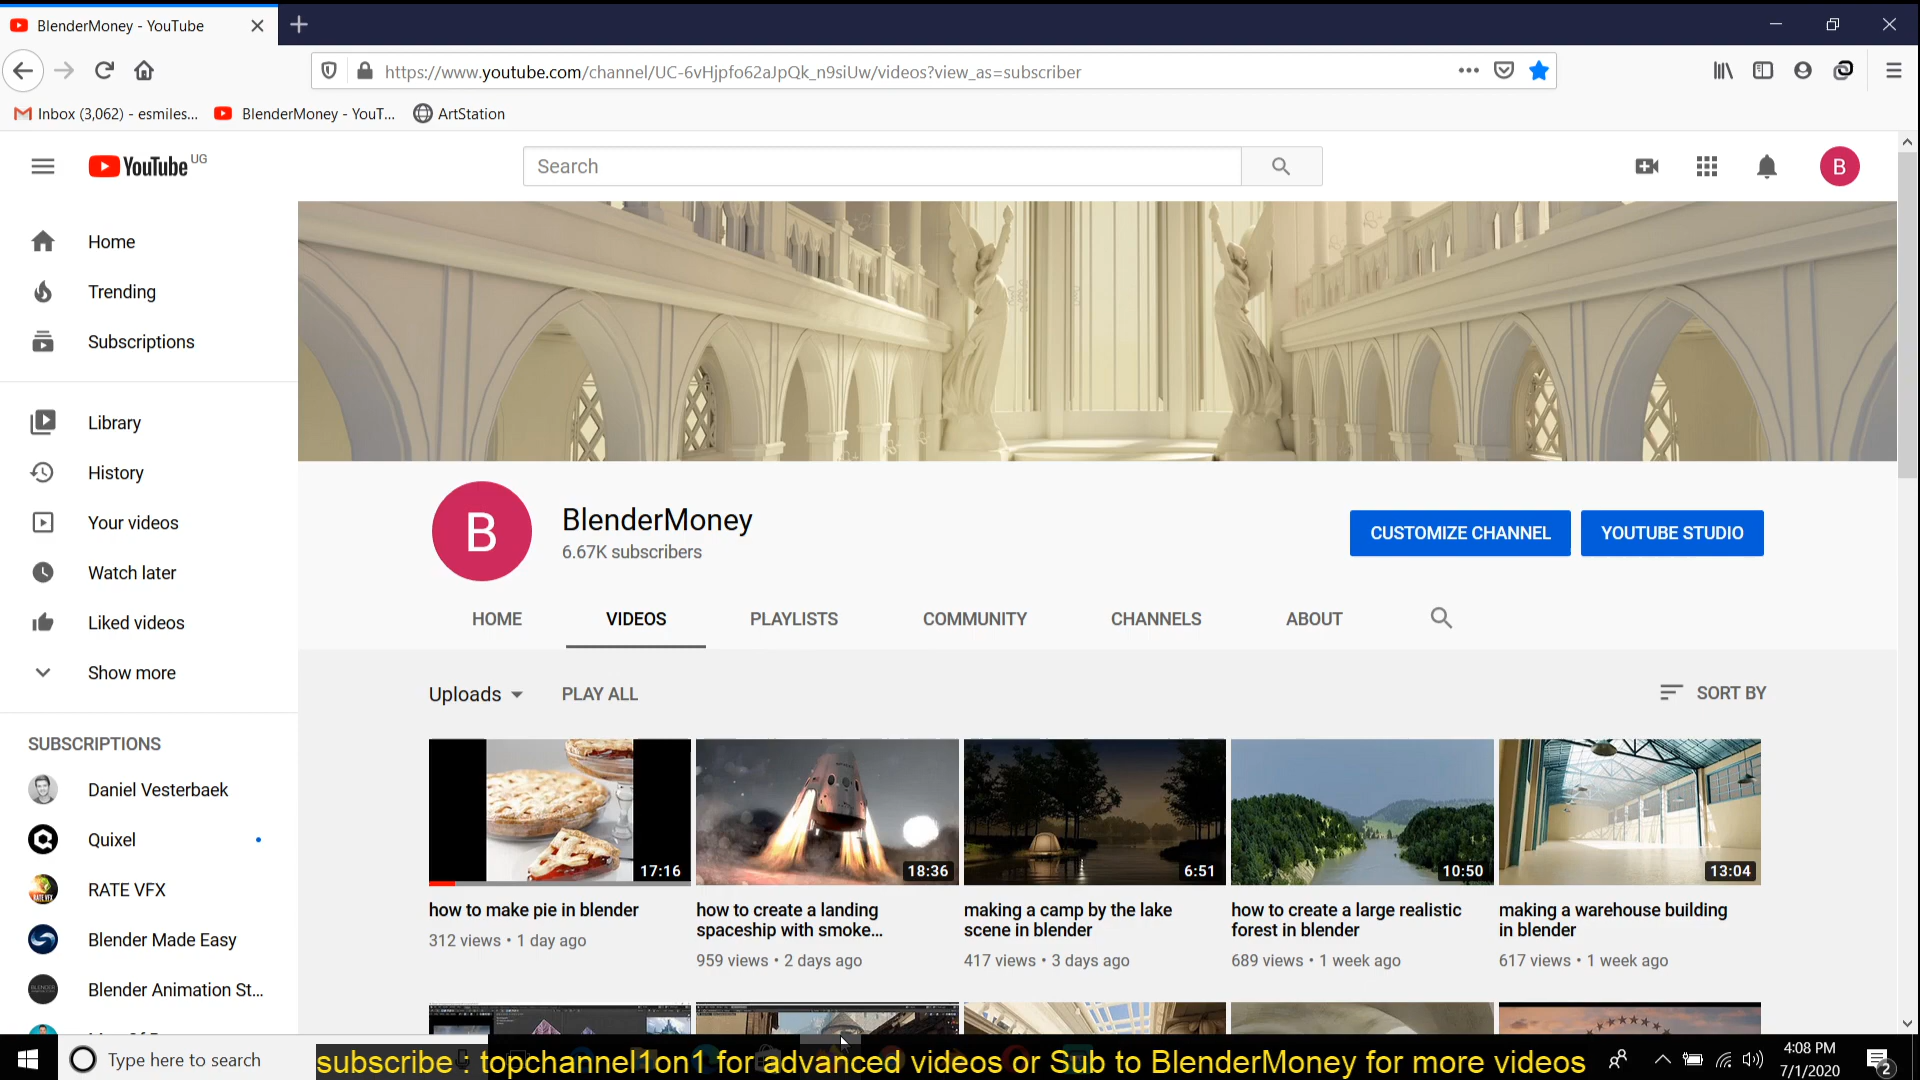 BlenderMoney - YouTube
https://www.youtube.com/channel/UC-6vHjpfo62aJpQk_n9siUw/videos?view_as=subscriber
Inbox (3,062) - esmiles...
BlenderMoney - YouT...
ArtStation
YouTube UG
Search
B
Home
Trending
Subscriptions
Library
History
Your videos
Watch later
Liked videos
Show more
SUBSCRIPTIONS
Daniel Vesterbaek
Quixel
RATE VFX
Blender Made Easy
Blender Animation St...
B
BlenderMoney
6.67K subscribers
CUSTOMIZE CHANNEL
YOUTUBE STUDIO
HOME
VIDEOS
PLAYLISTS
COMMUNITY
CHANNELS
ABOUT
Uploads
PLAY ALL
SORT BY
17:16
how to make pie in blender
312 views • 1 day ago
18:36
how to create a landing
spaceship with smoke...
959 views • 2 days ago
6:51
making a camp by the lake
scene in blender
417 views • 3 days ago
10:50
how to create a large realistic
forest in blender
689 views • 1 week ago
13:04
making a warehouse building
in blender
617 views • 1 week ago
Type here to search
subscribe : topchannel1on1 for advanced videos or Sub to BlenderMoney for more videos
4:08 PM
7/1/2020
2